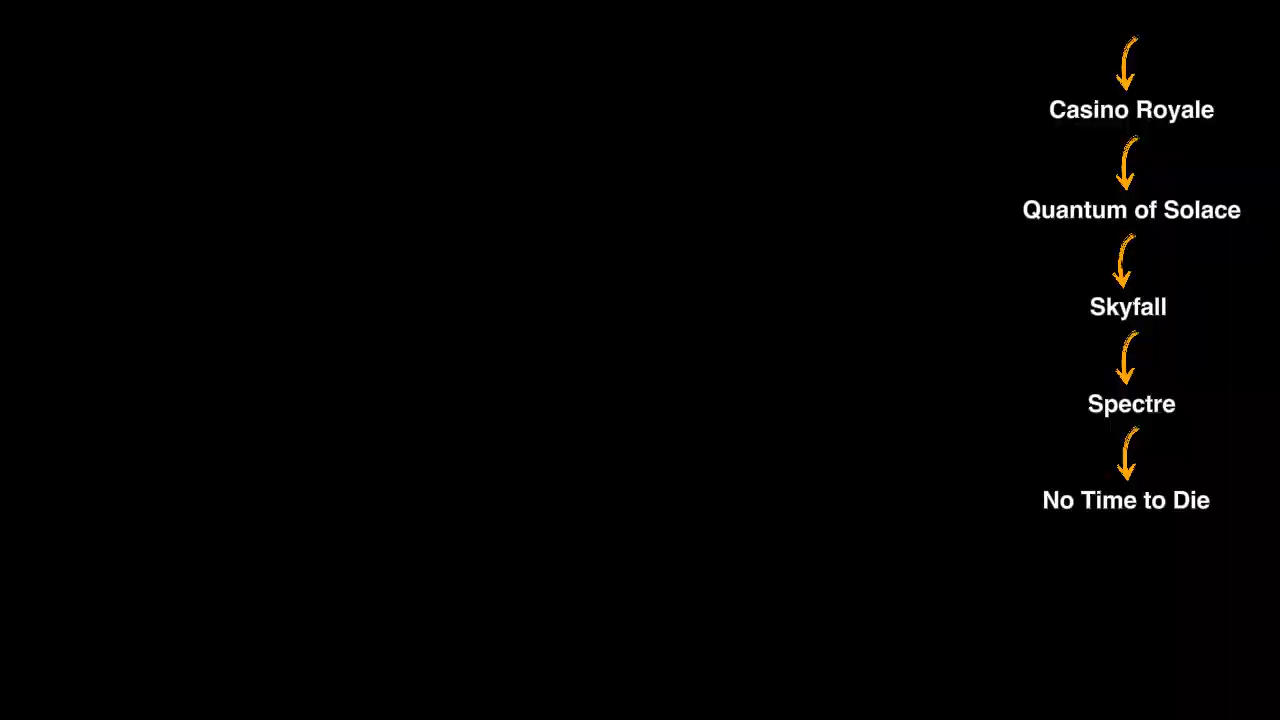 Casino Royale
Quantum of Solace
Skyfall
Spectre
No Time to Die